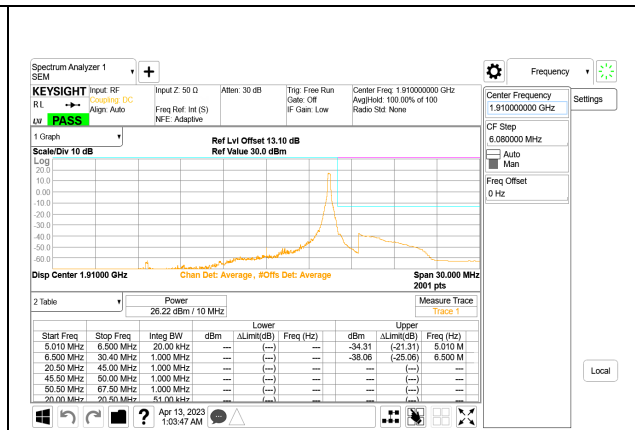 Spectrum Analyzer 1
SEM
Frequency
KEYSIGHT Input: RF Input Z: 50 Ω Atten: 30 dB Trig: Free Run Center Freq: 1.910000000 GHz
RL Coupling: DC Gate: Off Avg|Hold: 100.00% of 100
Align: Auto Freq Ref: Int (S) IF Gain: Low Radio Std: None
PASS NFE: Adaptive
Center Frequency
1.910000000 GHz
Settings
CF Step
6.080000 MHz
Auto
Man
Freq Offset
0 Hz
1 Graph
Ref Lvl Offset 13.10 dB
Scale/Div 10 dB Ref Value 30.0 dBm
Log
20.0
10.0
0.00
-10.0
-20.0
-30.0
-40.0
-50.0
-60.0
Disp Center 1.91000 GHz Chan Det: Average , #Offs Det: Average Span 30.000 MHz
2001 pts
2 Table Power Measure Trace
26.22 dBm / 10 MHz Trace 1
Lower Upper
Start Freq Stop Freq Integ BW dBm ΔLimit(dB) Freq (Hz) dBm ΔLimit(dB) Freq (Hz)
5.010 MHz 6.500 MHz 20.00 kHz --- (---) --- -34.31 (-21.31) 5.010 M
6.500 MHz 30.40 MHz 1.000 MHz --- (---) --- -38.06 (-25.06) 6.500 M
20.50 MHz 45.00 MHz 1.000 MHz --- (---) --- --- (---) ---
45.50 MHz 50.00 MHz 1.000 MHz --- (---) --- --- (---) ---
50.50 MHz 67.50 MHz 1.000 MHz --- (---) --- --- (---) ---
20.00 MHz 20.50 MHz 51.00 kHz --- (---) --- --- (---) ---
Local
? Apr 13, 2023
1:03:47 AM